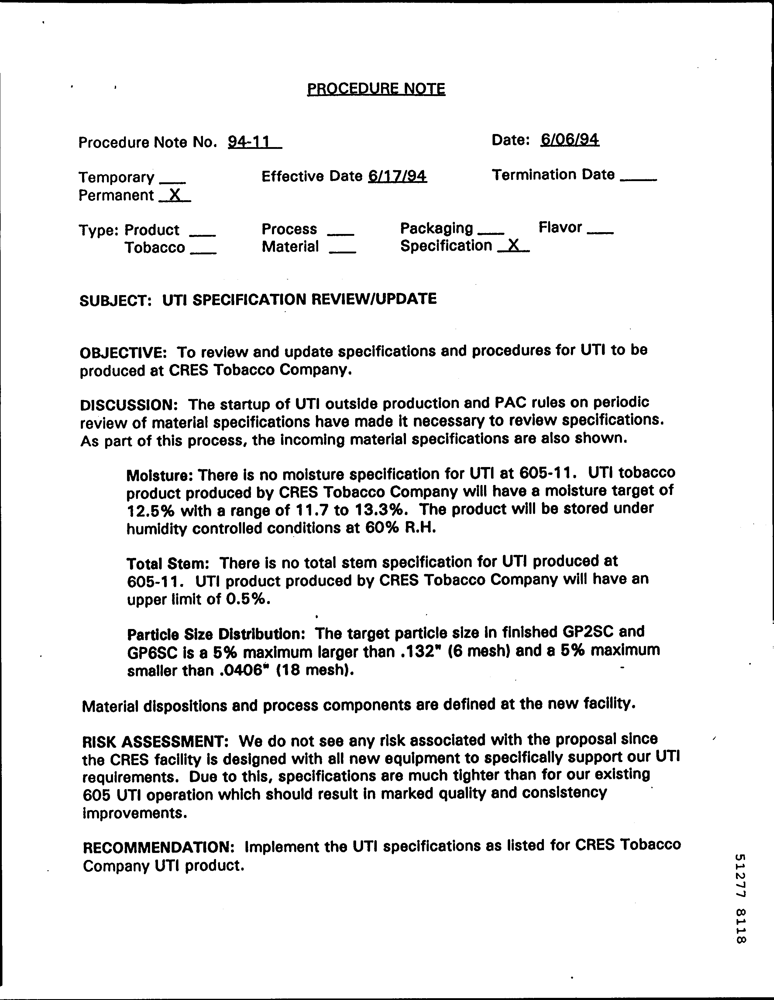 PROCEDURE NOTE
Procedure Note No. 94-11
Date: 6/06/94
Temporary ___ Effective Date 6/17/94 Termination Date ____
Permanent _X_
Type: Product ___ Process ___ Packaging ___ Flavor ___
Tobacco ___ Material ___ Specification _X_
SUBJECT: UTI SPECIFICATION REVIEW/UPDATE
OBJECTIVE: To review and update specifications and procedures for UTI to be
produced at CRES Tobacco Company.
DISCUSSION: The startup of UTI outside production and PAC rules on periodic
review of material specifications have made it necessary to review specifications.
As part of this process, the incoming material specifications are also shown.
Moisture: There is no moisture specification for UTI at 605-11. UTI tobacco
product produced by CRES Tobacco Company will have a moisture target of
12.5% with a range of 11.7 to 13.3%. The product will be stored under
humidity controlled conditions at 60% R.H.
Total Stem: There is no total stem specification for UTI produced at
605-11. UTI product produced by CRES Tobacco Company will have an
upper limit of 0.5%.
Particle Size Distribution: The target particle size in finished GP2SC and
GP6SC is a 5% maximum larger than .132" (6 mesh) and a 5% maximum
smaller than .0406" (18 mesh).
Material dispositions and process components are defined at the new facility.
RISK ASSESSMENT: We do not see any risk associated with the proposal since
the CRES facility is designed with all new equipment to specifically support our UTI
requirements. Due to this, specifications are much tighter than for our existing
605 UTI operation which should result in marked quality and consistency
improvements.
RECOMMENDATION: Implement the UTI specifications as listed for CRES Tobacco
Company UTI product.
51277 8118